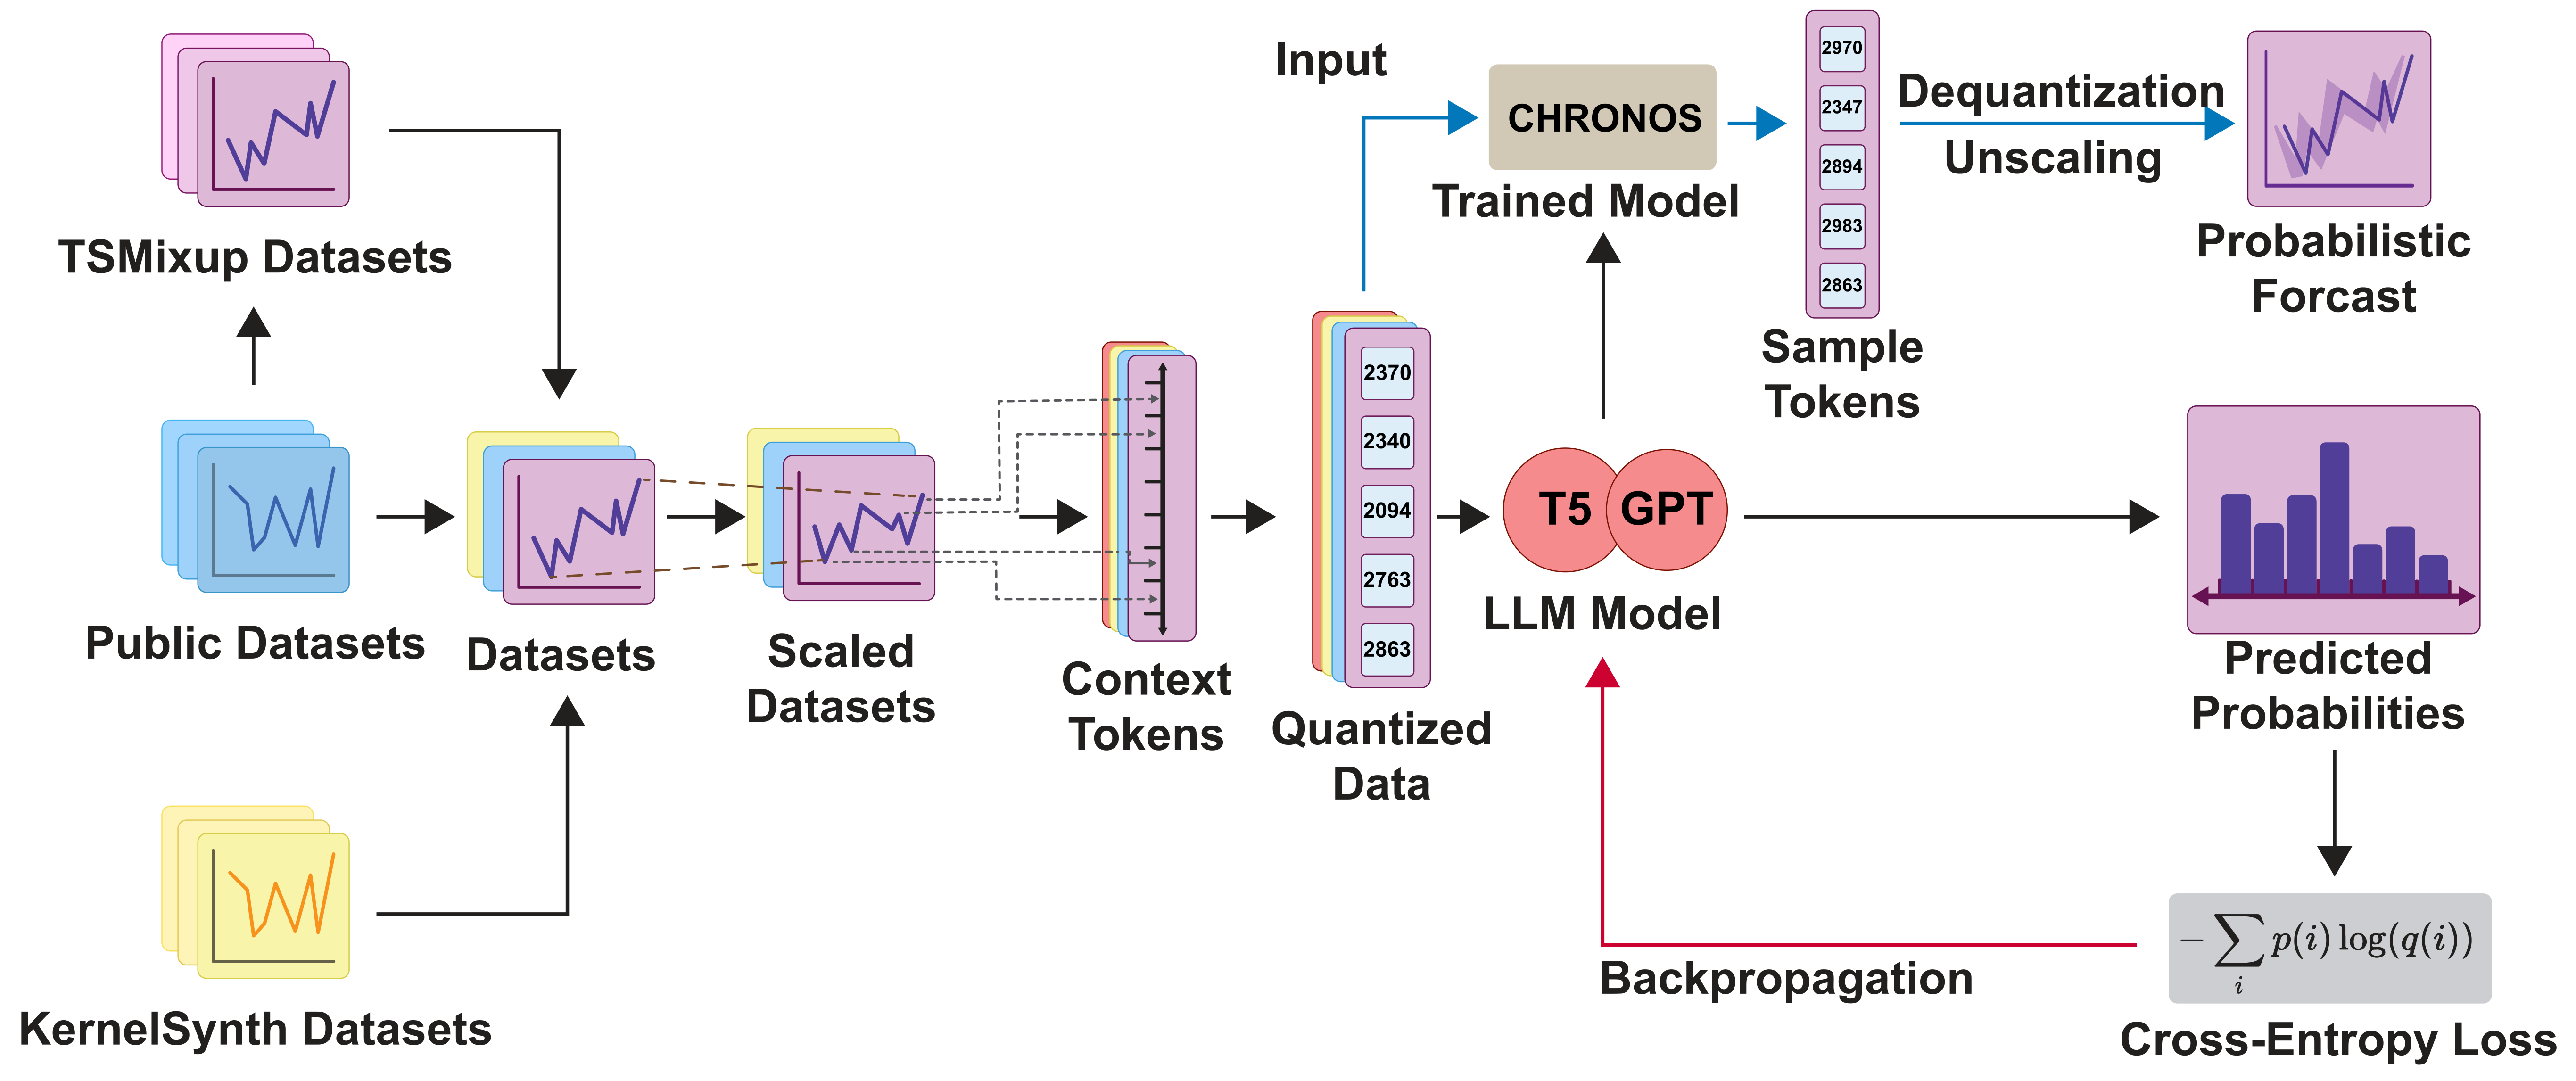 TSMixup Datasets
Public Datasets
KernelSynth Datasets
Datasets
Scaled
Datasets
Context
Tokens
2370
2340
2094
2763
2863
Quantized
Data
Input
CHRONOS
Trained Model
T5 GPT
LLM Model
2970
2347
2894
2983
2863
Sample
Tokens
Dequantization
Unscaling
Probabilistic
Forcast
Predicted
Probabilities
− ∑ p(i) log(q(i))
i
Cross-Entropy Loss
Backpropagation